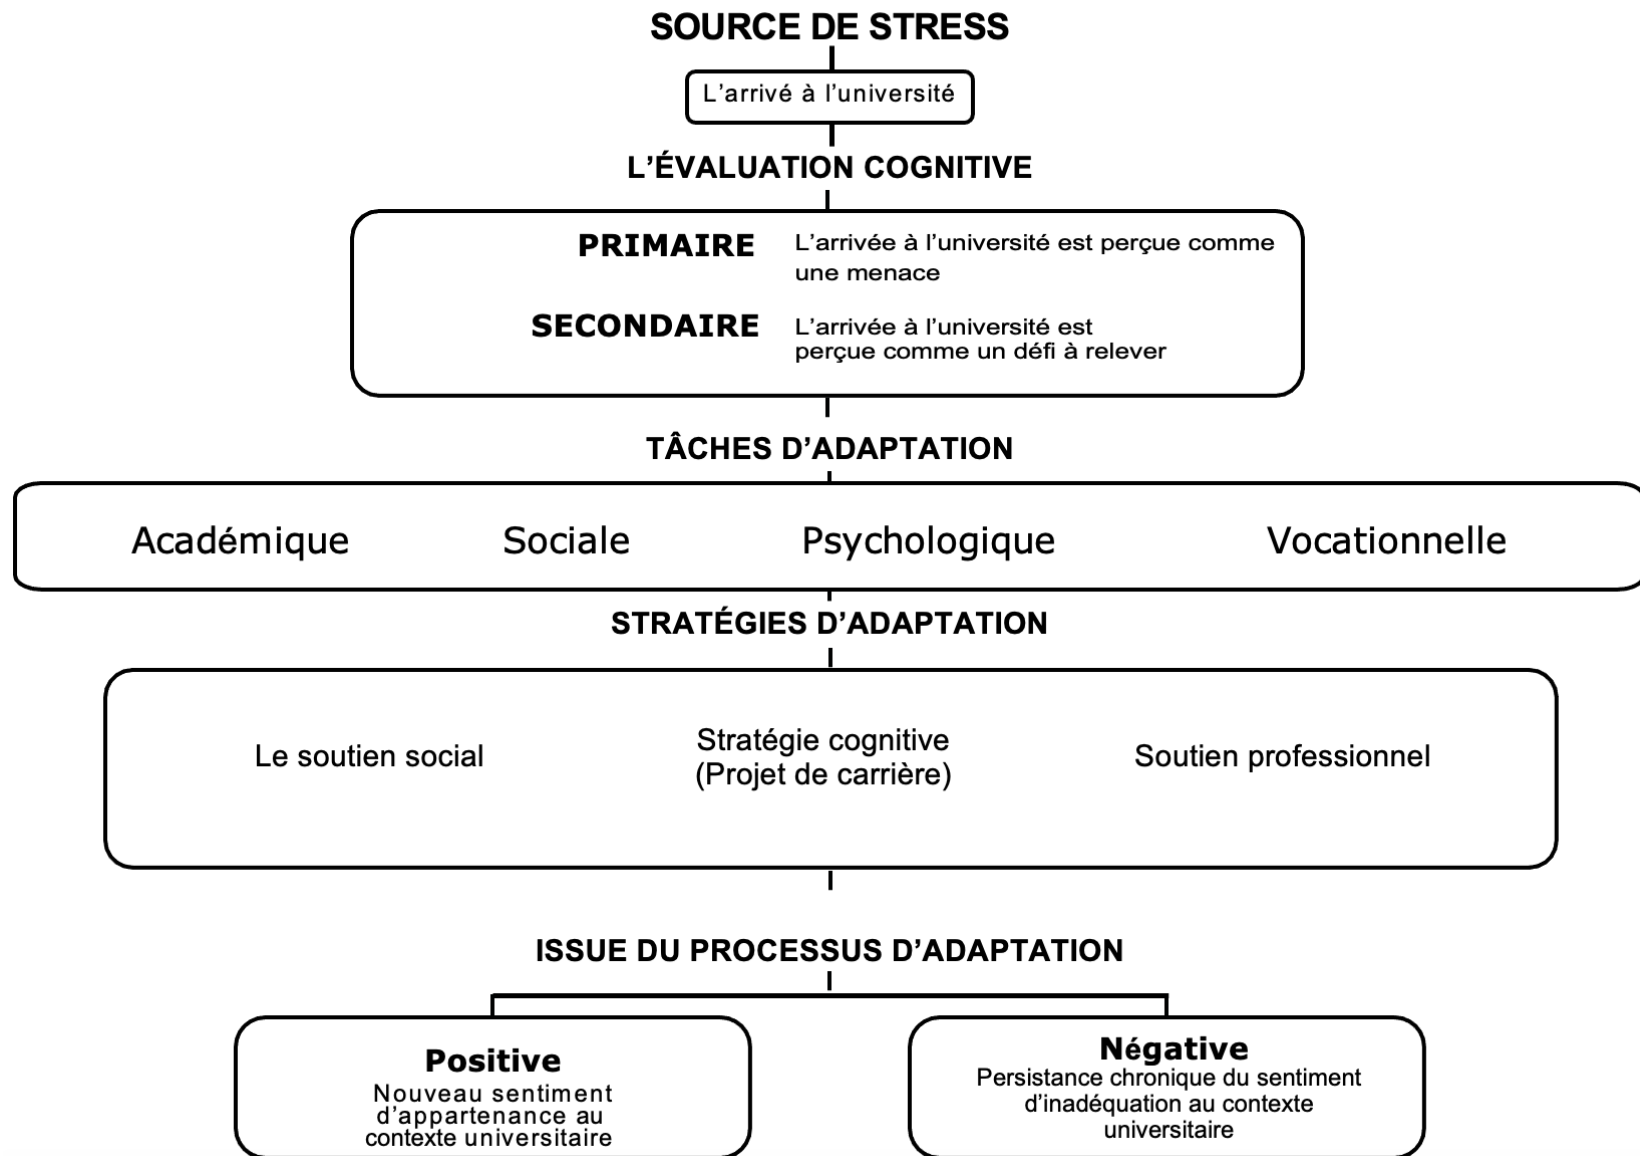 SOURCE DE STRESS
L'arrivé à l'université
L'ÉVALUATION COGNITIVE
PRIMAIRE L'arrivée à l'université est perçue comme
une menace
SECONDAIRE L'arrivée à l'université est
perçue comme un défi à relever
TÂCHES D'ADAPTATION
Académique Sociale Psychologique Vocationnelle
STRATÉGIES D'ADAPTATION
Le soutien social
Stratégie cognitive
(Projet de carrière)
Soutien professionnel
ISSUE DU PROCESSUS D'ADAPTATION
Positive
Nouveau sentiment
d'appartenance au
contexte universitaire
Négative
Persistance chronique du sentiment
d'inadéquation au contexte
universitaire